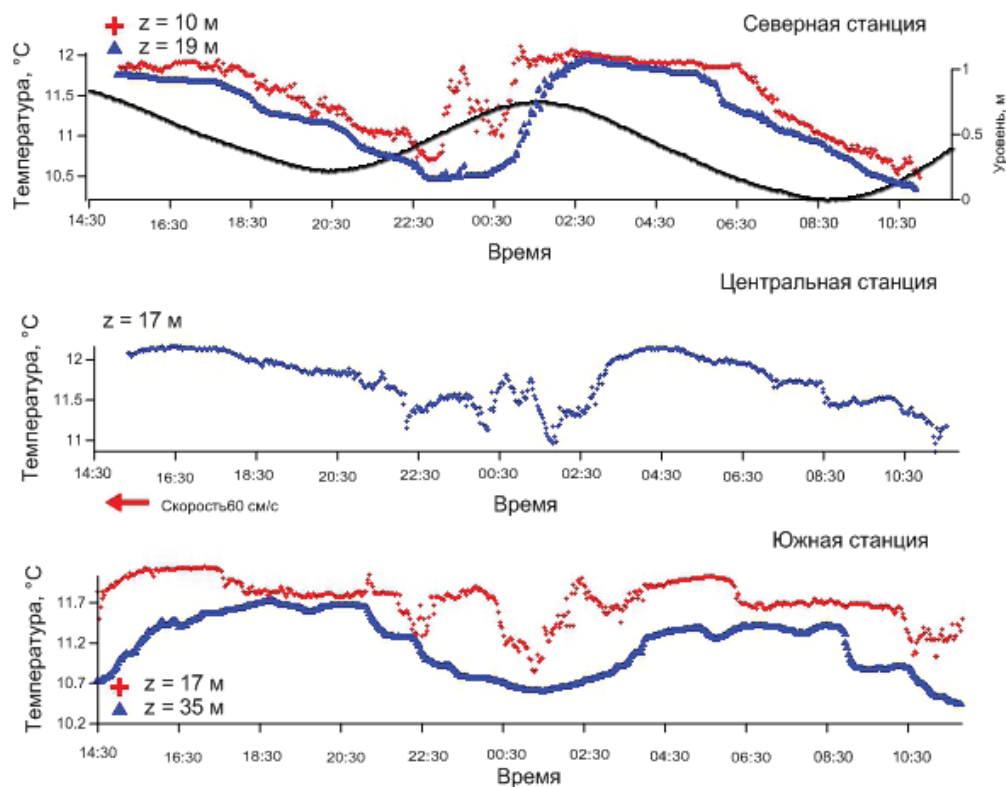 z = 10 м
z = 19 м
Северная станция
Температура, °С
12
11.5
11
10.5
1
0.5
0
Уровень, м
14:30 16:30 18:30 20:30 22:30 00:30 02:30 04:30 06:30 08:30 10:30
Время
Центральная станция
z = 17 м
Температура, °С
12
11.5
11
14:30 16:30 18:30 20:30 22:30 00:30 02:30 04:30 06:30 08:30 10:30
Скорость60 см/с
Время
Южная станция
Температура, °С
11.7
11.2
10.7
10.2
z = 17 м
z = 35 м
14:30 16:30 18:30 20:30 22:30 00:30 02:30 04:30 06:30 08:30 10:30
Время